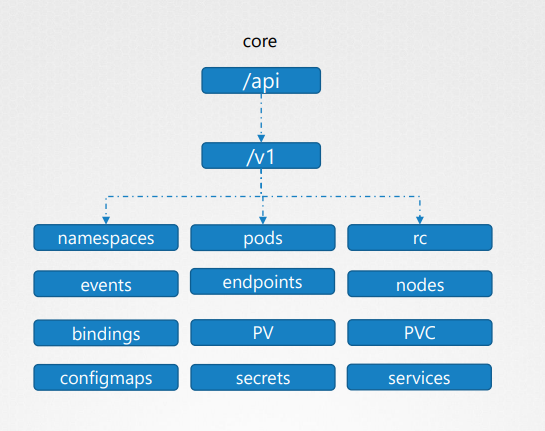 core
/api
/v1
namespaces
pods
rc
events
endpoints
nodes
bindings
PV
PVC
configmaps
secrets
services